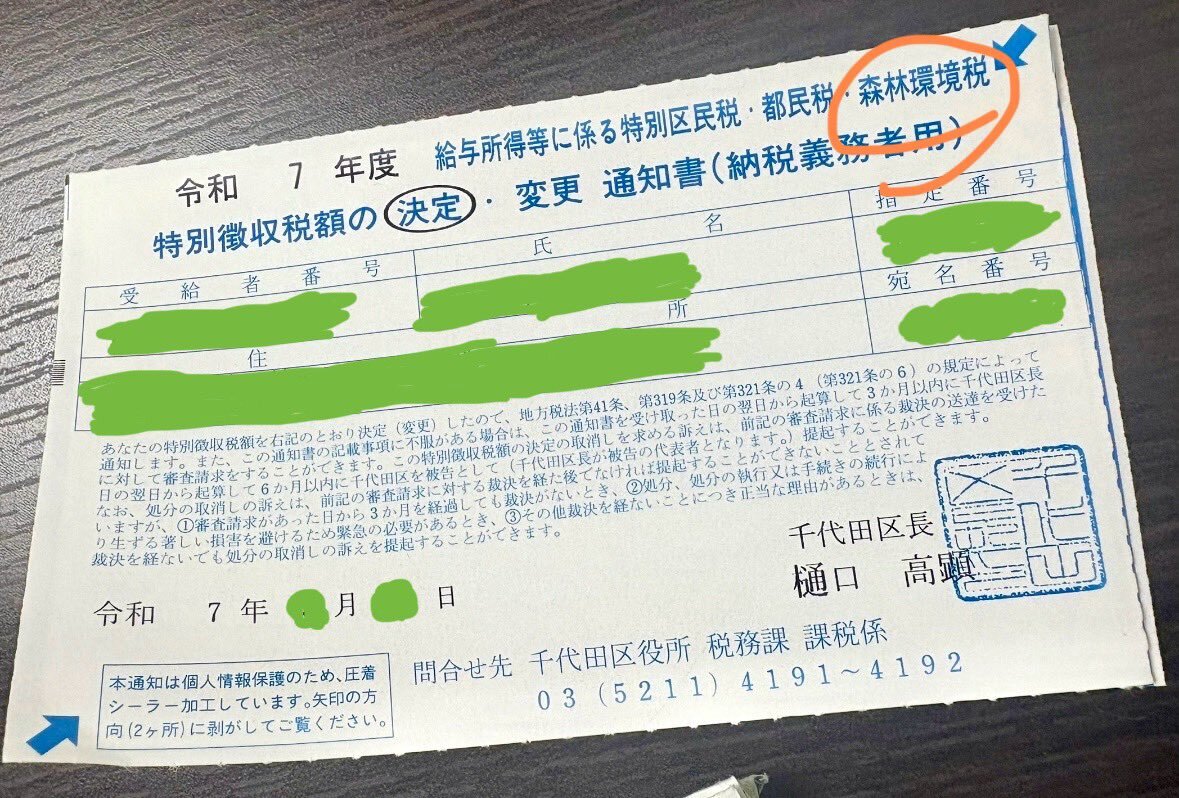 令和 7 年度 給与所得等に係る特別区民税・都民税・森林環境税
特別徴収税額の 決定・変更 通知書(納税義務者用)
受給者番号 氏名 指定番号
住所 宛名番号
あなたの特別徴収税額を右記のとおり決定(変更)したので、地方税法第41条、第319条及び第321条の4(第321条の6)の規定によって
通知します。また、この通知書の記載事項に不服がある場合は、この通知書を受け取った日の翌日から起算して3か月以内に千代田区長
に対して審査請求をすることができます。この特別徴収税額の決定の取消しを求める訴えは、前記の審査請求に係る裁決の送達を受けた
日の翌日から起算して6か月以内に千代田区を被告として(千代田区長が被告の代表者となります。)提起することができます。
なお、処分の取消しの訴えは、前記の審査請求に対する裁決を経た後でなければ提起することができないこととされて
いますが、①審査請求があった日から3か月を経過しても裁決がないとき、②処分、処分の執行又は手続きの続行によ
り生ずる著しい損害を避けるため緊急の必要があるとき、③その他裁決を経ないことにつき正当な理由があるときは、
裁決を経ないでも処分の取消しの訴えを提起することができます。
千代田区長
樋口 高顕
令和 7 年 月 日
問合せ先 千代田区役所 税務課 課税係
03(5211)4191~4192
本通知は個人情報保護のため、圧着
シーラー加工しています。矢印の方
向(2ヶ所)に剥がしてご覧ください。